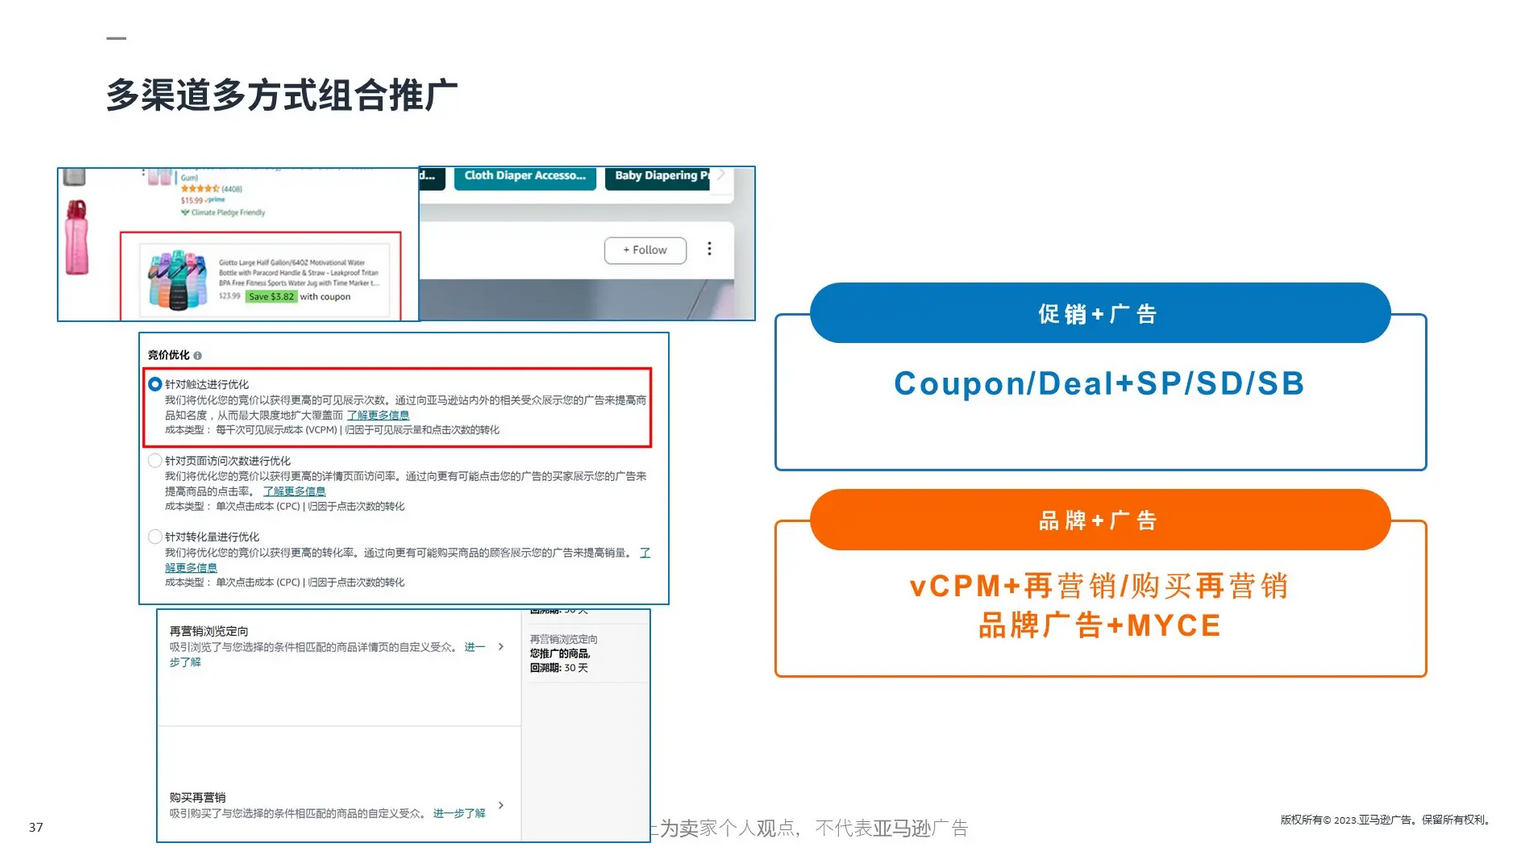 多渠道多方式组合推广
Gum)
(4408)
$15.99 prime
Climate Pledge Friendly
Giotto Large Half Gallon/64OZ Motivational Water
Bottle with Paracord Handle & Straw - Leakproof Tritan
BPA Free Fitness Sports Water Jug with Time Marker t...
$23.99 Save $3.82 with coupon
d...
Cloth Diaper Accesso...
Baby Diapering P
+ Follow
竞价优化
针对触达进行优化
我们将优化您的竞价以获得更高的可见展示次数。通过向亚马逊站内外的相关受众展示您的广告来提高商
品知名度，从而最大限度地扩大覆盖面 了解更多信息
成本类型： 每千次可见展示成本 (VCPM) | 归因于可见展示量和点击次数的转化
针对页面访问次数进行优化
我们将优化您的竞价以获得更高的详情页面访问率。通过向更有可能点击您的广告的买家展示您的广告来
提高商品的点击率。 了解更多信息
成本类型： 单次点击成本 (CPC) | 归因于点击次数的转化
针对转化量进行优化
我们将优化您的竞价以获得更高的转化率。通过向更有可能购买商品的顾客展示您的广告来提高销量。 了
解更多信息
成本类型： 单次点击成本 (CPC) | 归因于点击次数的转化
再营销浏览定向
吸引浏览了与您选择的条件相匹配的商品详情页的自定义受众。 进一
步了解
购买再营销
吸引购买了与您选择的条件相匹配的商品的自定义受众。 进一步了解
回溯期: 30 天
再营销浏览定向
您推广的商品,
回溯期: 30 天
促销+广告
Coupon/Deal+SP/SD/SB
品牌+广告
vCPM+再营销/购买再营销
品牌广告+MYCE
37
为卖家个人观点，不代表亚马逊广告
版权所有© 2023.亚马逊广告。保留所有权利。